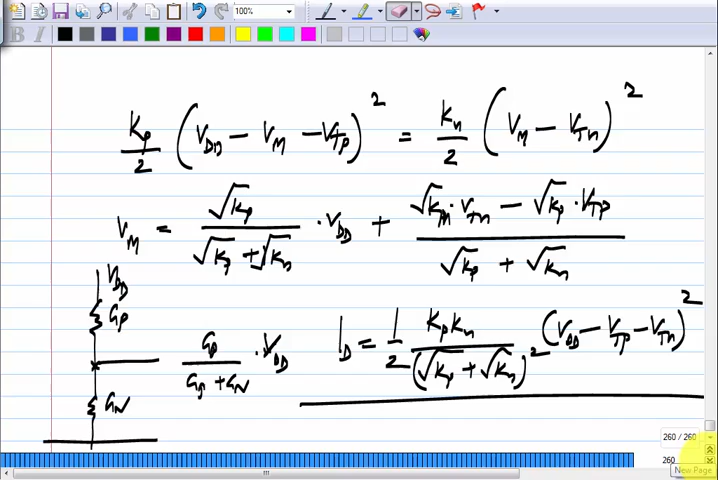 100%
B I
Kp/2 (VDD − VM − VTp)² = Kn/2 (VM − VTn)²
VM = √Kp / (√Kp + √Kn) · VDD + (√Kn · VTn − √Kp · VTp) / (√Kp + √Kn)
VDD
GP
GP / (GP + GN) · VDD
ID = 1/2 KpKn / (√Kp + √Kn)² (VDD − VTp − VTn)²
GN
260 / 260
260
New Page